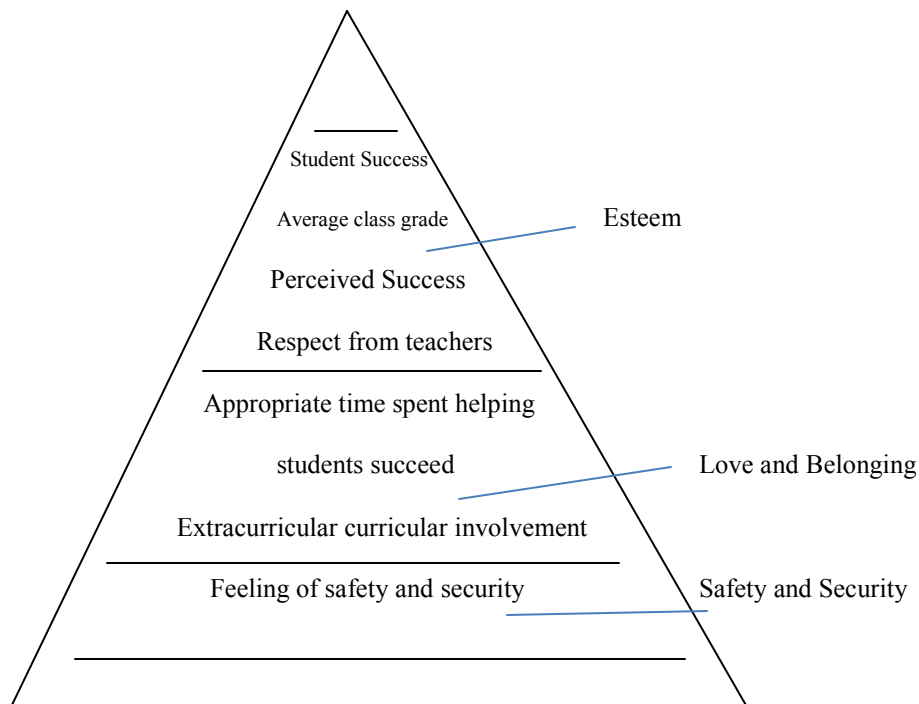 Student Success
Average class grade
Esteem
Perceived Success
Respect from teachers
Appropriate time spent helping
students succeed
Love and Belonging
Extracurricular curricular involvement
Feeling of safety and security
Safety and Security